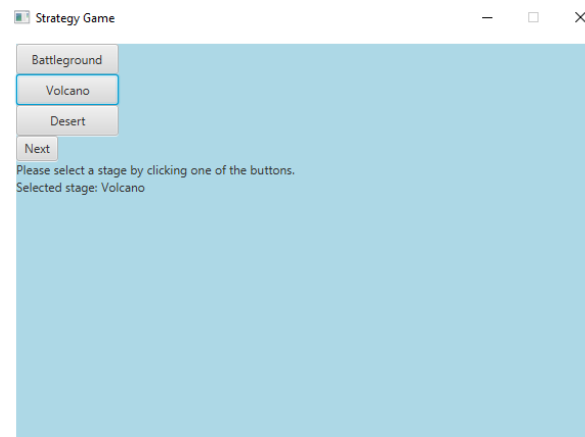 Strategy Game
Battleground
Volcano
Desert
Next
Please select a stage by clicking one of the buttons.
Selected stage: Volcano